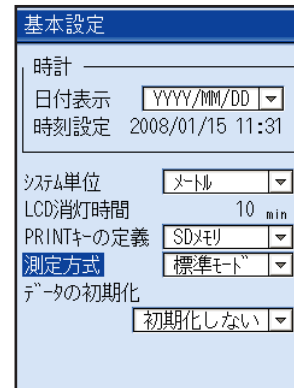 基本設定
時計
日付表示 YYYY/MM/DD
時刻設定 2008/01/15 11:31
ｼｽﾃﾑ単位 ﾒｰﾄﾙ
LCD消灯時間 10 min
PRINTｷｰの定義 SDﾒﾓﾘ
測定方式 標準ﾓｰﾄﾞ
ﾃﾞｰﾀの初期化
初期化しない